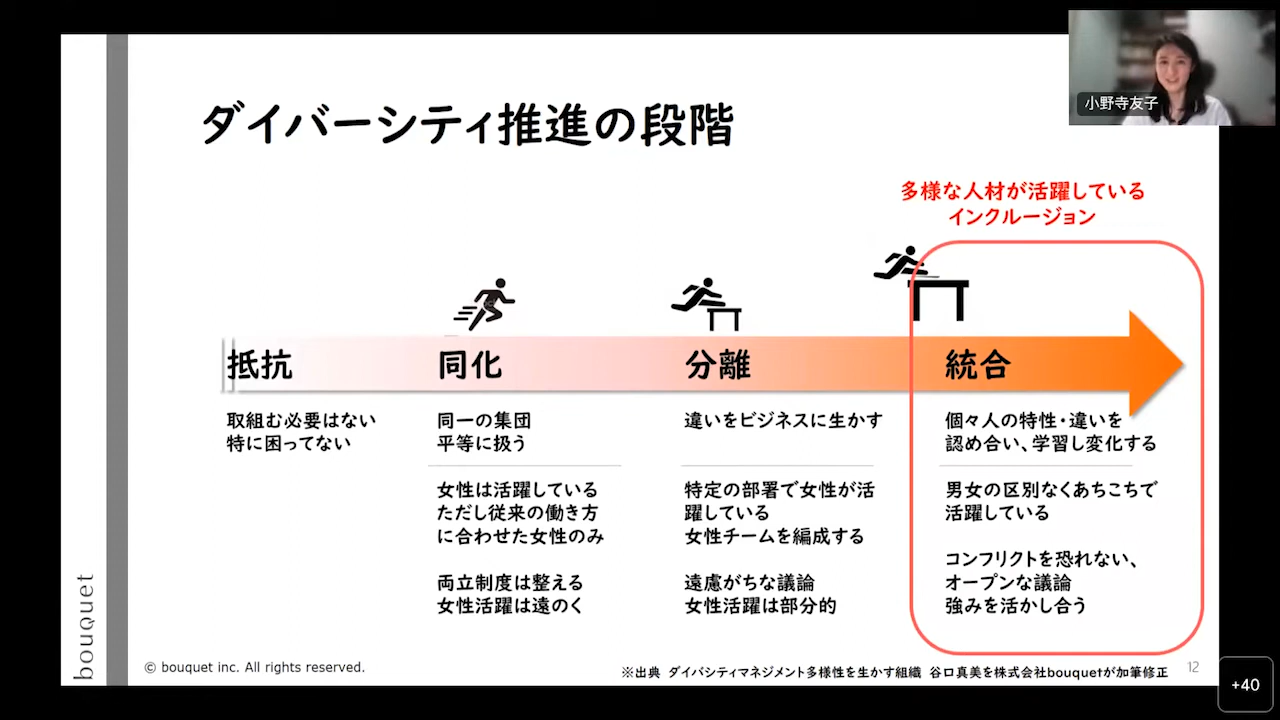 ダイバーシティ推進の段階
小野寺友子
多様な人材が活躍している
インクルージョン
抵抗
取組む必要はない
特に困ってない
同化
同一の集団
平等に扱う
女性は活躍している
ただし従来の働き方
に合わせた女性のみ
両立制度は整える
女性活躍は遠のく
分離
違いをビジネスに生かす
特定の部署で女性が活
躍している
女性チームを編成する
遠慮がちな議論
女性活躍は部分的
統合
個々人の特性・違いを
認め合い、学習し変化する
男女の区別なくあちこちで
活躍している
コンフリクトを恐れない、
オープンな議論
強みを活かし合う
bouquet
© bouquet inc. All rights reserved.
※出典 ダイバシティマネジメント多様性を生かす組織 谷口真美を株式会社bouquetが加筆修正
12
+40